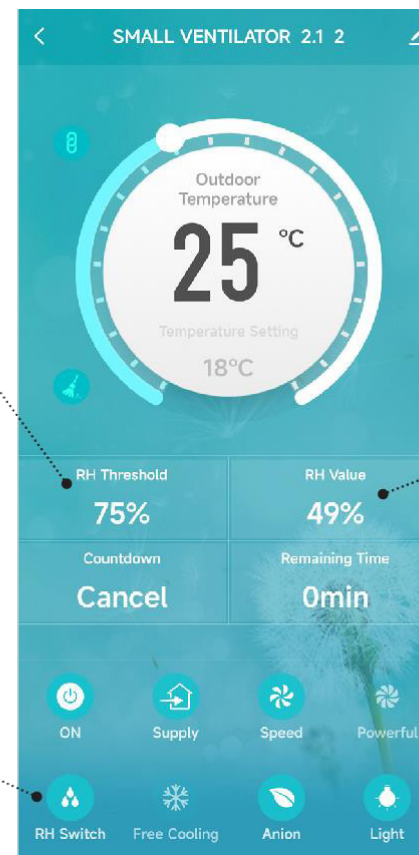 SMALL VENTILATOR 2.1 2
Outdoor
Temperature
25 °C
Temperature Setting
18°C
RH Threshold
RH Value
75%
49%
Countdown
Remaining Time
Cancel
0min
ON
Supply
Speed
Powerful
RH Switch
Free Cooling
Anion
Light